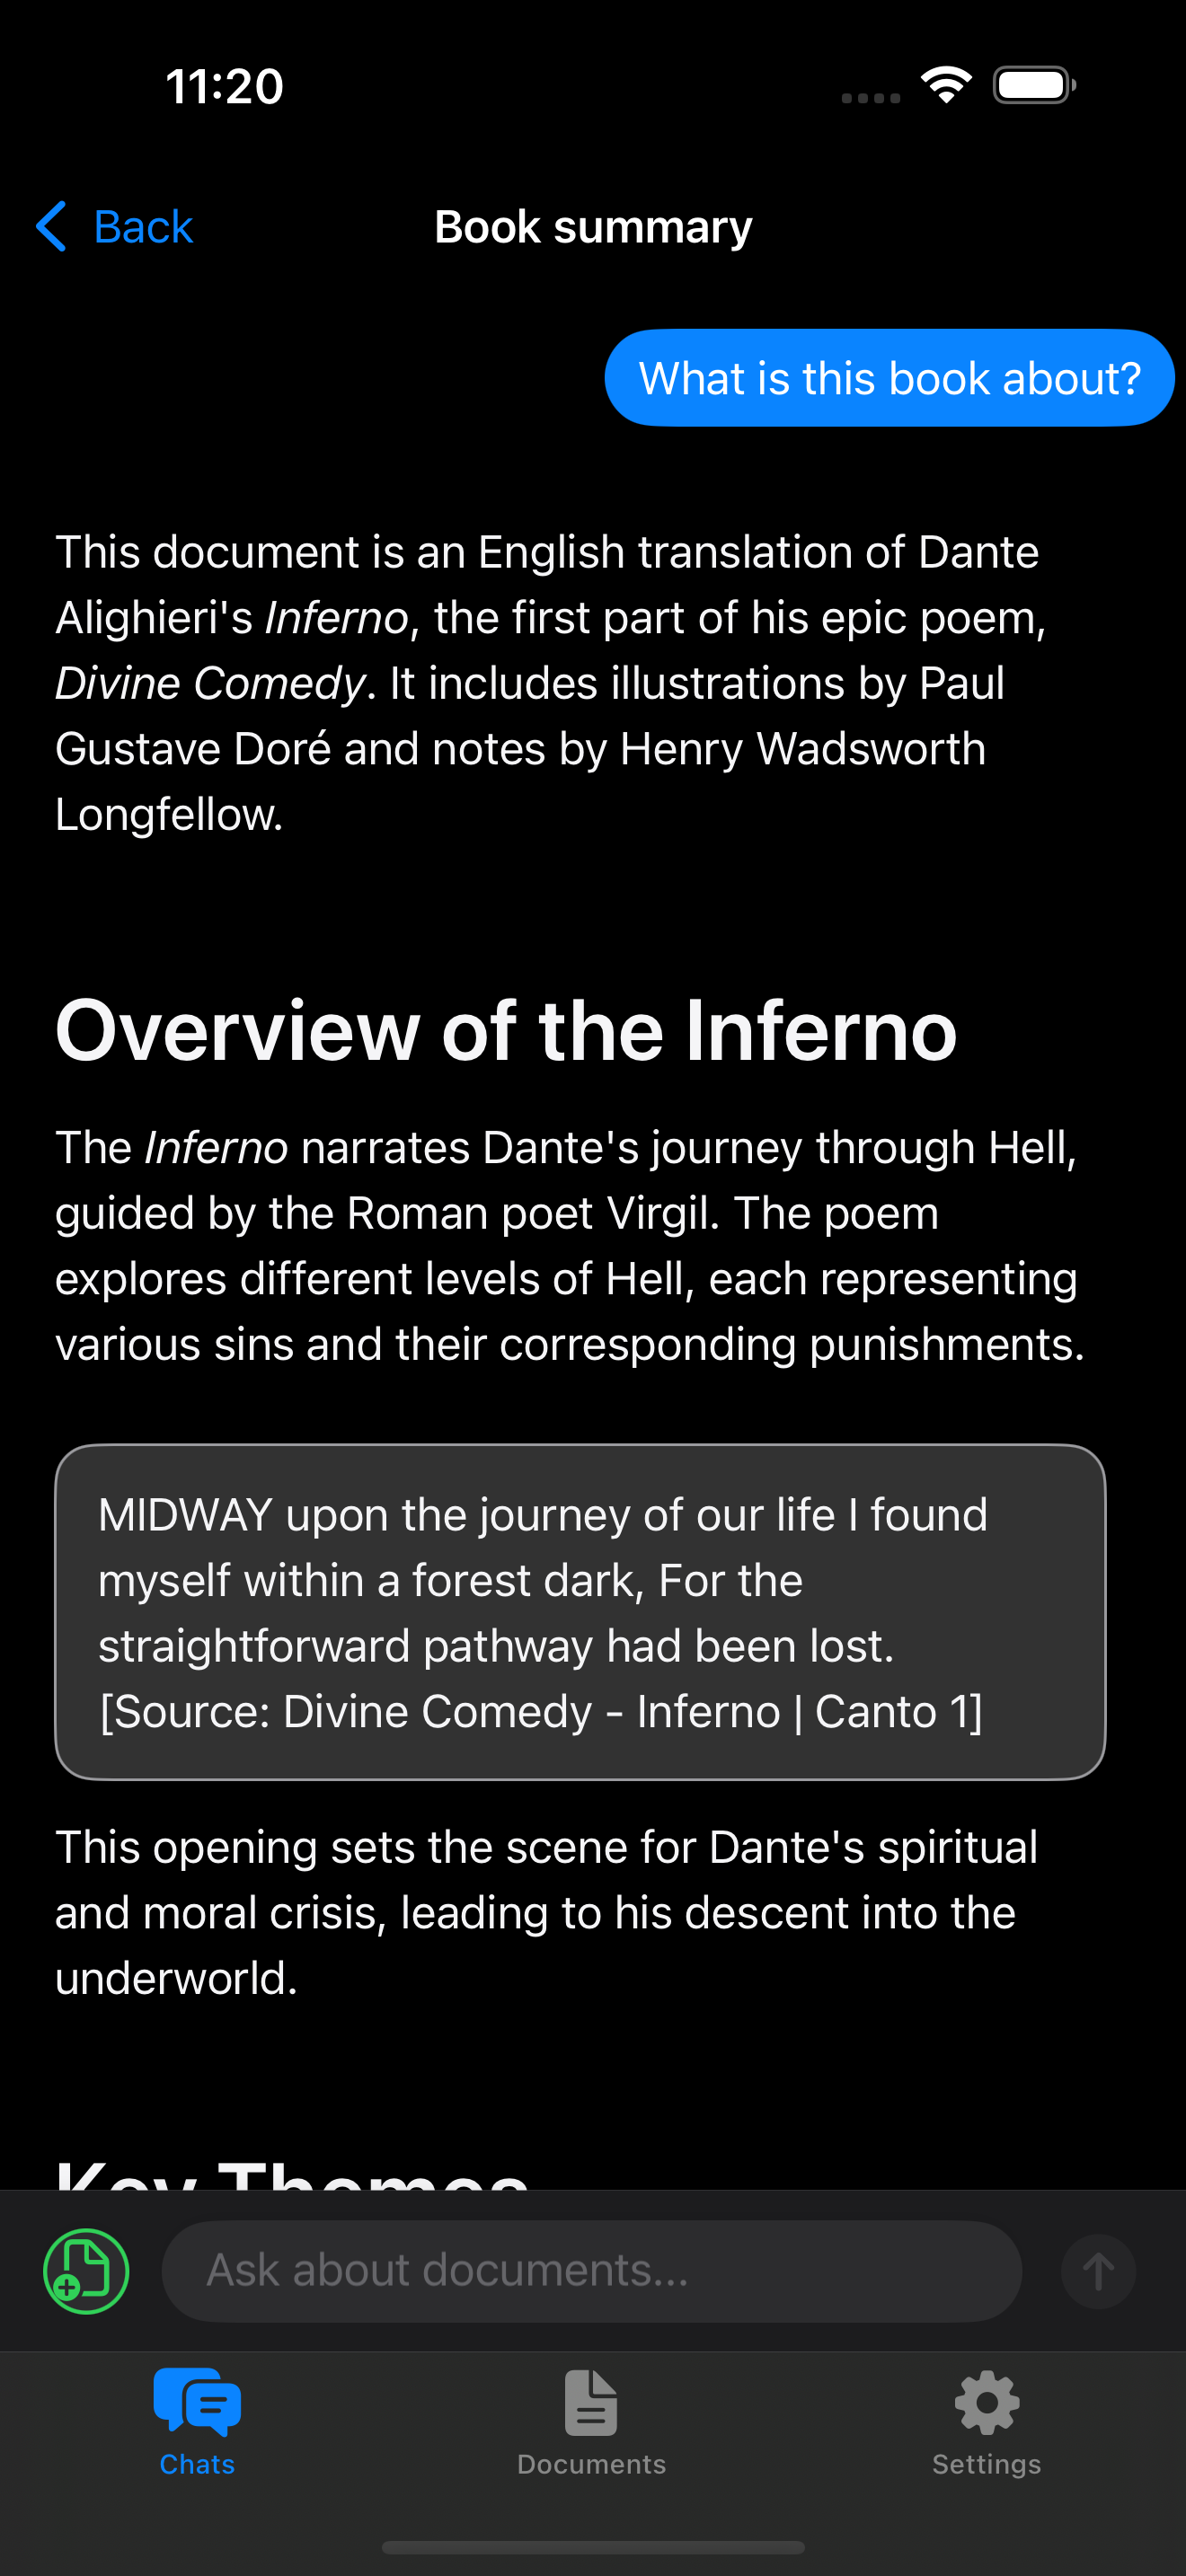 11:20
Back
Book summary
What is this book about?
This document is an English translation of Dante
Alighieri's Inferno, the first part of his epic poem,
Divine Comedy. It includes illustrations by Paul
Gustave Doré and notes by Henry Wadsworth
Longfellow.
Overview of the Inferno
The Inferno narrates Dante's journey through Hell,
guided by the Roman poet Virgil. The poem
explores different levels of Hell, each representing
various sins and their corresponding punishments.
MIDWAY upon the journey of our life I found
myself within a forest dark, For the
straightforward pathway had been lost.
[Source: Divine Comedy - Inferno | Canto 1]
This opening sets the scene for Dante's spiritual
and moral crisis, leading to his descent into the
underworld.
Key Themes
Ask about documents...
Chats
Documents
Settings